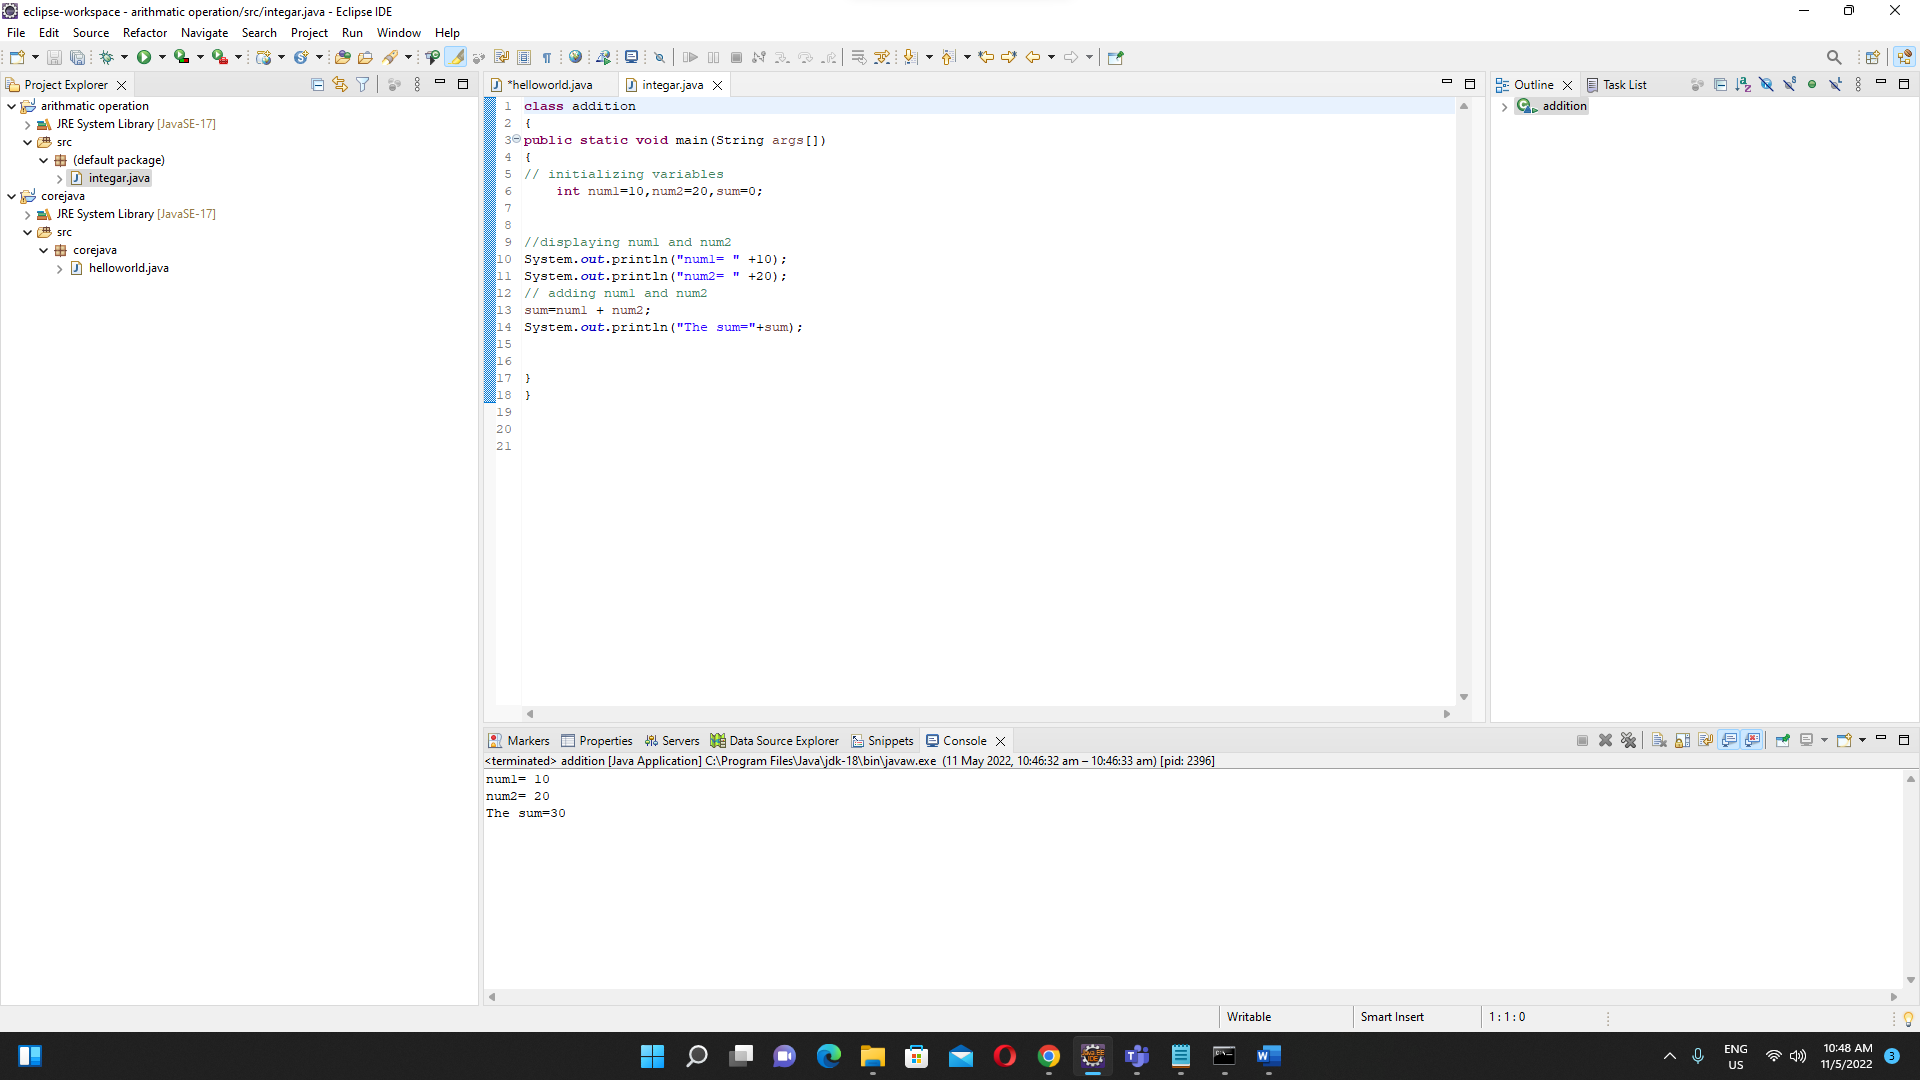 eclipse-workspace - arithmatic operation/src/integar.java - Eclipse IDE
File Edit Source Refactor Navigate Search Project Run Window Help
Project Explorer
arithmatic operation
JRE System Library [JavaSE-17]
src
(default package)
integar.java
corejava
JRE System Library [JavaSE-17]
src
corejava
helloworld.java
*helloworld.java integar.java
1 class addition
2 {
3 public static void main(String args[])
4 {
5 // initializing variables
6 int num1=10,num2=20,sum=0;
7
8
9 //displaying num1 and num2
10 System.out.println("num1= " +10);
11 System.out.println("num2= " +20);
12 // adding num1 and num2
13 sum=num1 + num2;
14 System.out.println("The sum="+sum);
15
16
17 }
18 }
19
20
21
Outline Task List
addition
Markers Properties Servers Data Source Explorer Snippets Console
<terminated> addition [Java Application] C:\Program Files\Java\jdk-18\bin\javaw.exe (11 May 2022, 10:46:32 am – 10:46:33 am) [pid: 2396]
num1= 10
num2= 20
The sum=30
Writable Smart Insert 1 : 1 : 0
ENG
US
10:48 AM
11/5/2022
3